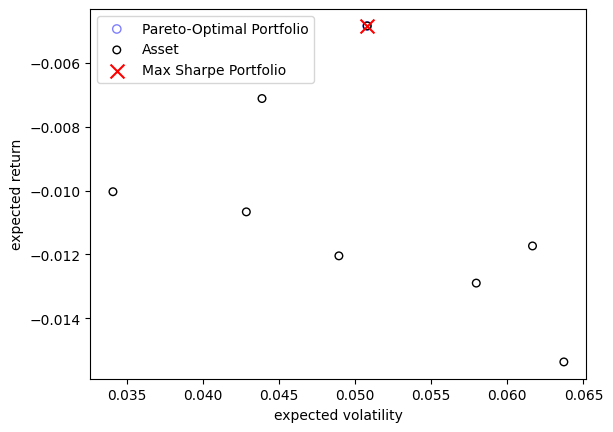 Pareto-Optimal Portfolio
Asset
Max Sharpe Portfolio
expected return
−0.006
−0.008
−0.010
−0.012
−0.014
0.035 0.040 0.045 0.050 0.055 0.060 0.065
expected volatility